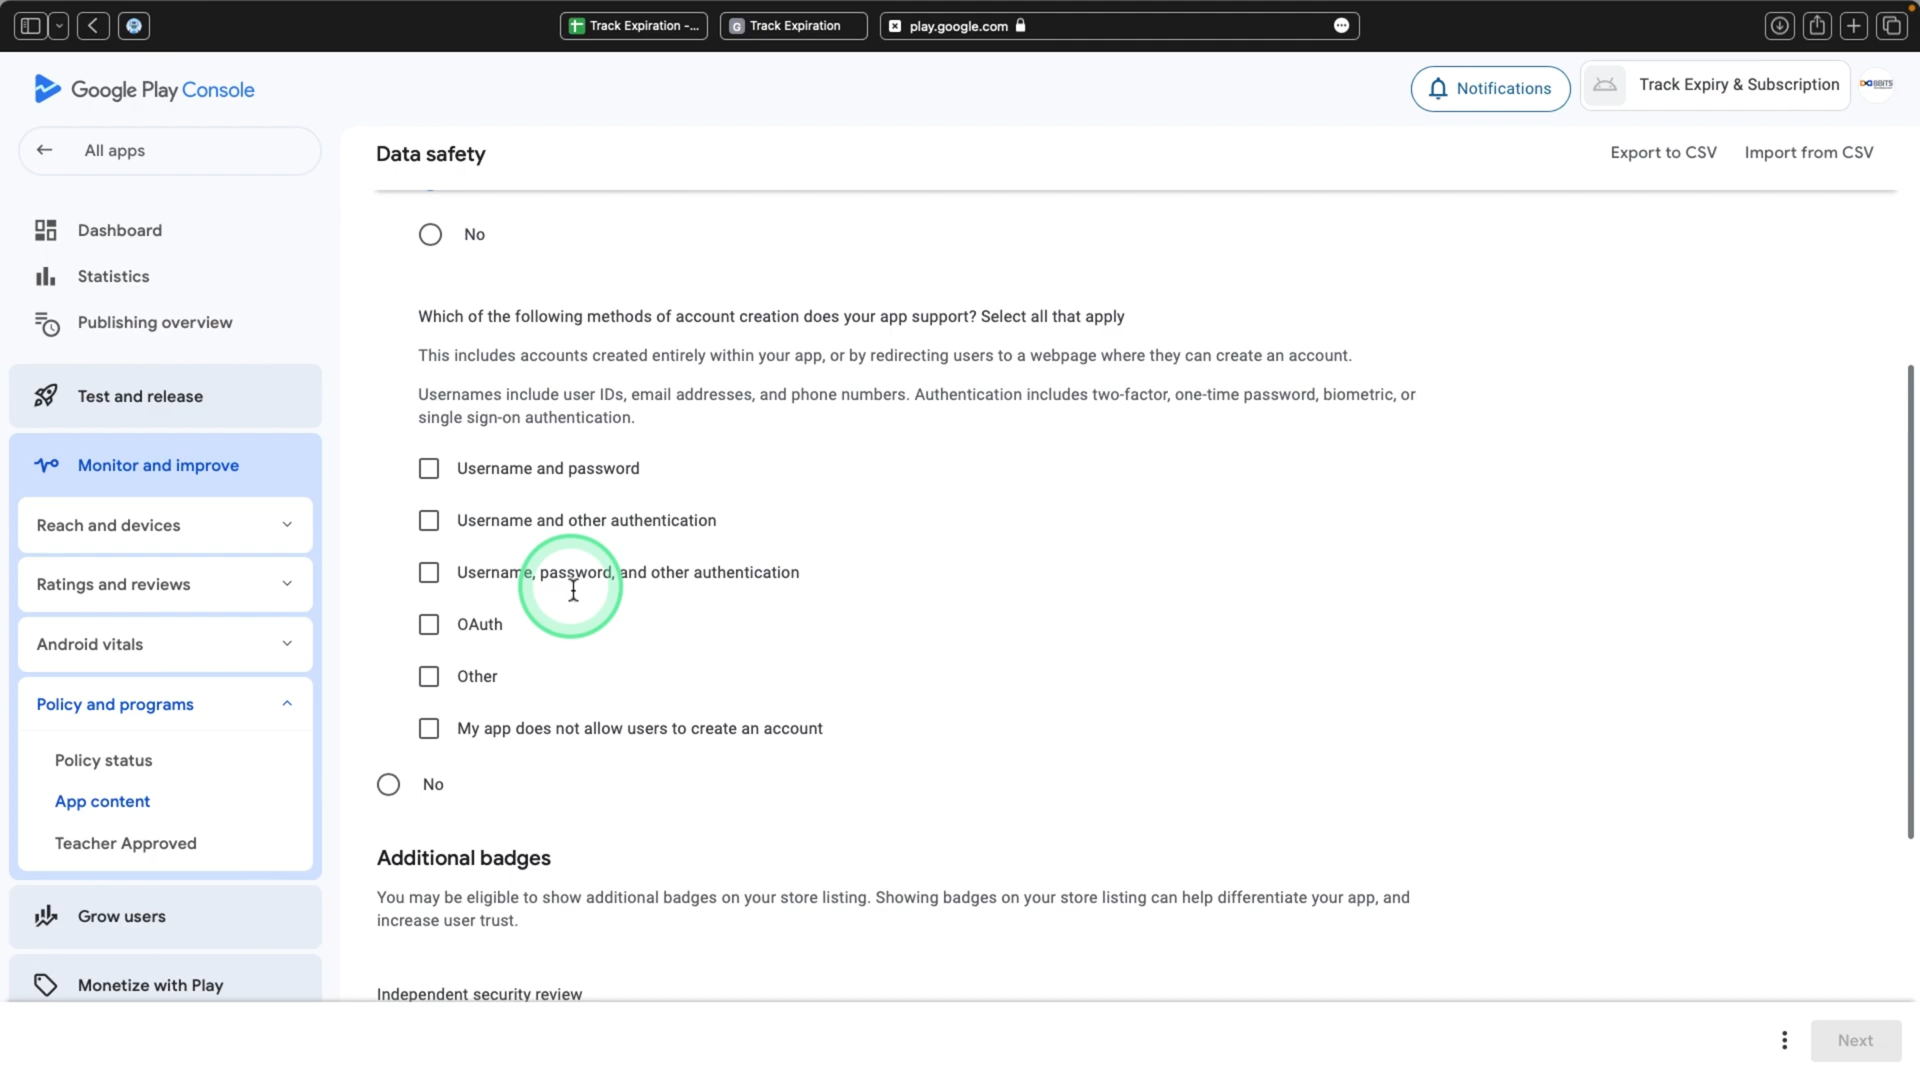 Track Expiration -...
Track Expiration
play.google.com
Google Play Console
Notifications
Track Expiry & Subscription
All apps
Data safety
Export to CSV
Import from CSV
Dashboard
Statistics
Publishing overview
Test and release
Monitor and improve
Reach and devices
Ratings and reviews
Android vitals
Policy and programs
Policy status
App content
Teacher Approved
Grow users
Monetize with Play
No
Which of the following methods of account creation does your app support? Select all that apply
This includes accounts created entirely within your app, or by redirecting users to a webpage where they can create an account.
Usernames include user IDs, email addresses, and phone numbers. Authentication includes two-factor, one-time password, biometric, or
single sign-on authentication.
Username and password
Username and other authentication
Username, password, and other authentication
OAuth
Other
My app does not allow users to create an account
No
Additional badges
You may be eligible to show additional badges on your store listing. Showing badges on your store listing can help differentiate your app, and
increase user trust.
Independent security review
Next